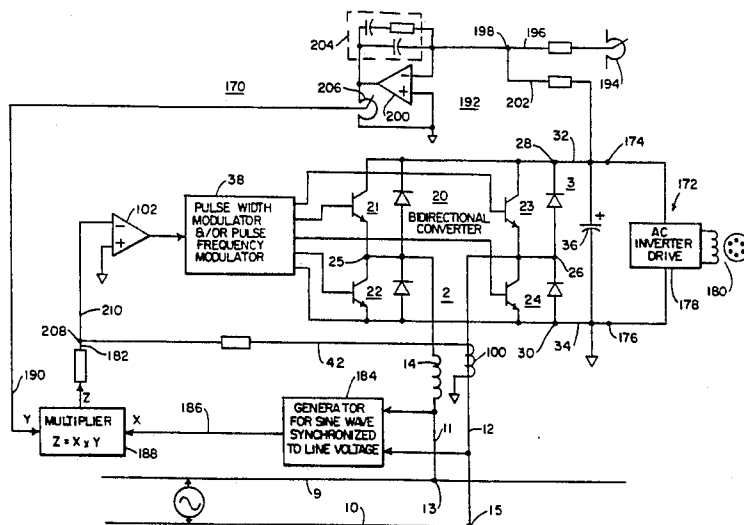 204
198
196
194
206
170
200
192
202
28
32
174
38
PULSE WIDTH
MODULATOR
&/OR PULSE
FREQUENCY
MODULATOR
102
21
20
BIDIRECTIONAL
CONVERTER
23
3
36
172
AC
INVERTER
DRIVE
178
180
25
26
22
2
24
210
208
182
42
14
100
30
34
176
190
Z
184
GENERATOR
FOR SINE WAVE
SYNCHRONIZED
TO LINE VOLTAGE
186
11
12
Y
MULTIPLIER
Z = X x Y
X
188
9
13
10
15